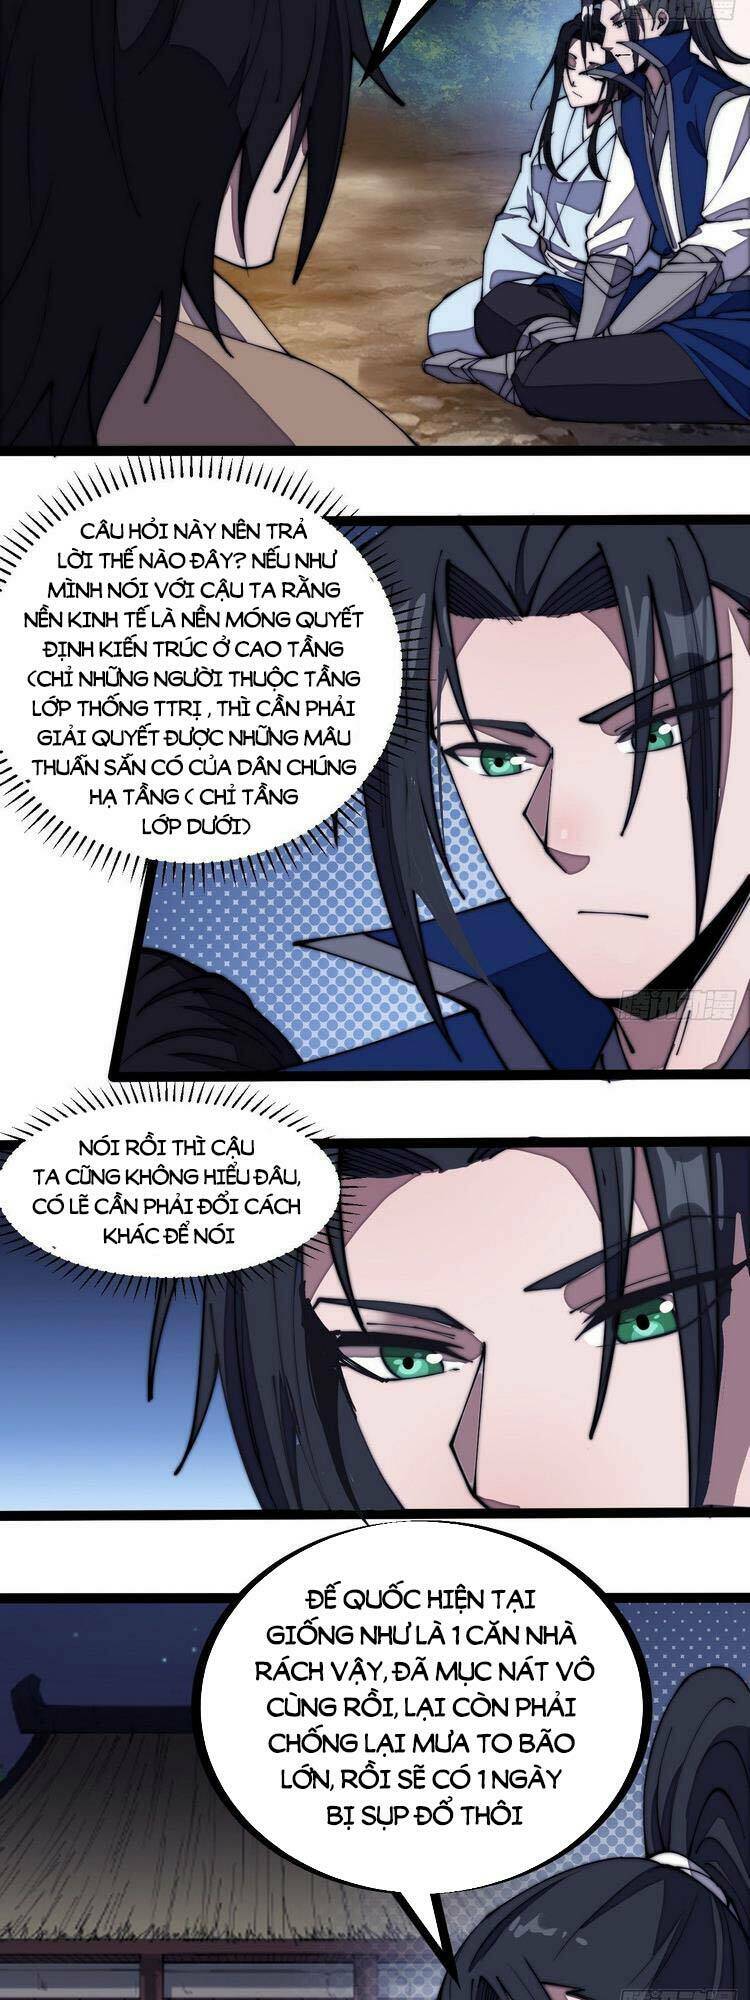 CÂU HỎI NÀY NÊN TRẢ
LỜI THẾ NÀO ĐÂY? NẾU NHƯ
MÌNH NÓI VỚI CẬU TA RẰNG
NỀN KINH TẾ LÀ NỀN MÓNG QUYẾT
ĐỊNH KIẾN TRÚC Ở CAO TẦNG
(CHỈ NHỮNG NGƯỜI THUỘC TẦNG
LỚP THỐNG TTRỊ , THÌ CẦN PHẢI
GIẢI QUYẾT ĐƯỢC NHỮNG MÂU
THUẪN SẴN CÓ CỦA DÂN CHÚNG
HẠ TẦNG ( CHỈ TẦNG
LỚP DƯỚI)
腾讯动漫
NÓI RỒI THÌ CẬU
TA CŨNG KHÔNG HIỂU ĐÂU,
CÓ LẼ CẦN PHẢI ĐỔI CÁCH
KHÁC ĐỂ NÓI
ĐẾ QUỐC HIỆN TẠI
GIỐNG NHƯ LÀ 1 CĂN NHÀ
RÁCH VẬY, ĐÃ MỤC NÁT VÔ
CÙNG RỒI, LẠI CÒN PHẢI
CHỐNG LẠI MƯA TO BÃO
LỚN, RỒI SẼ CÓ 1 NGÀY
BỊ SỤP ĐỔ THÔI